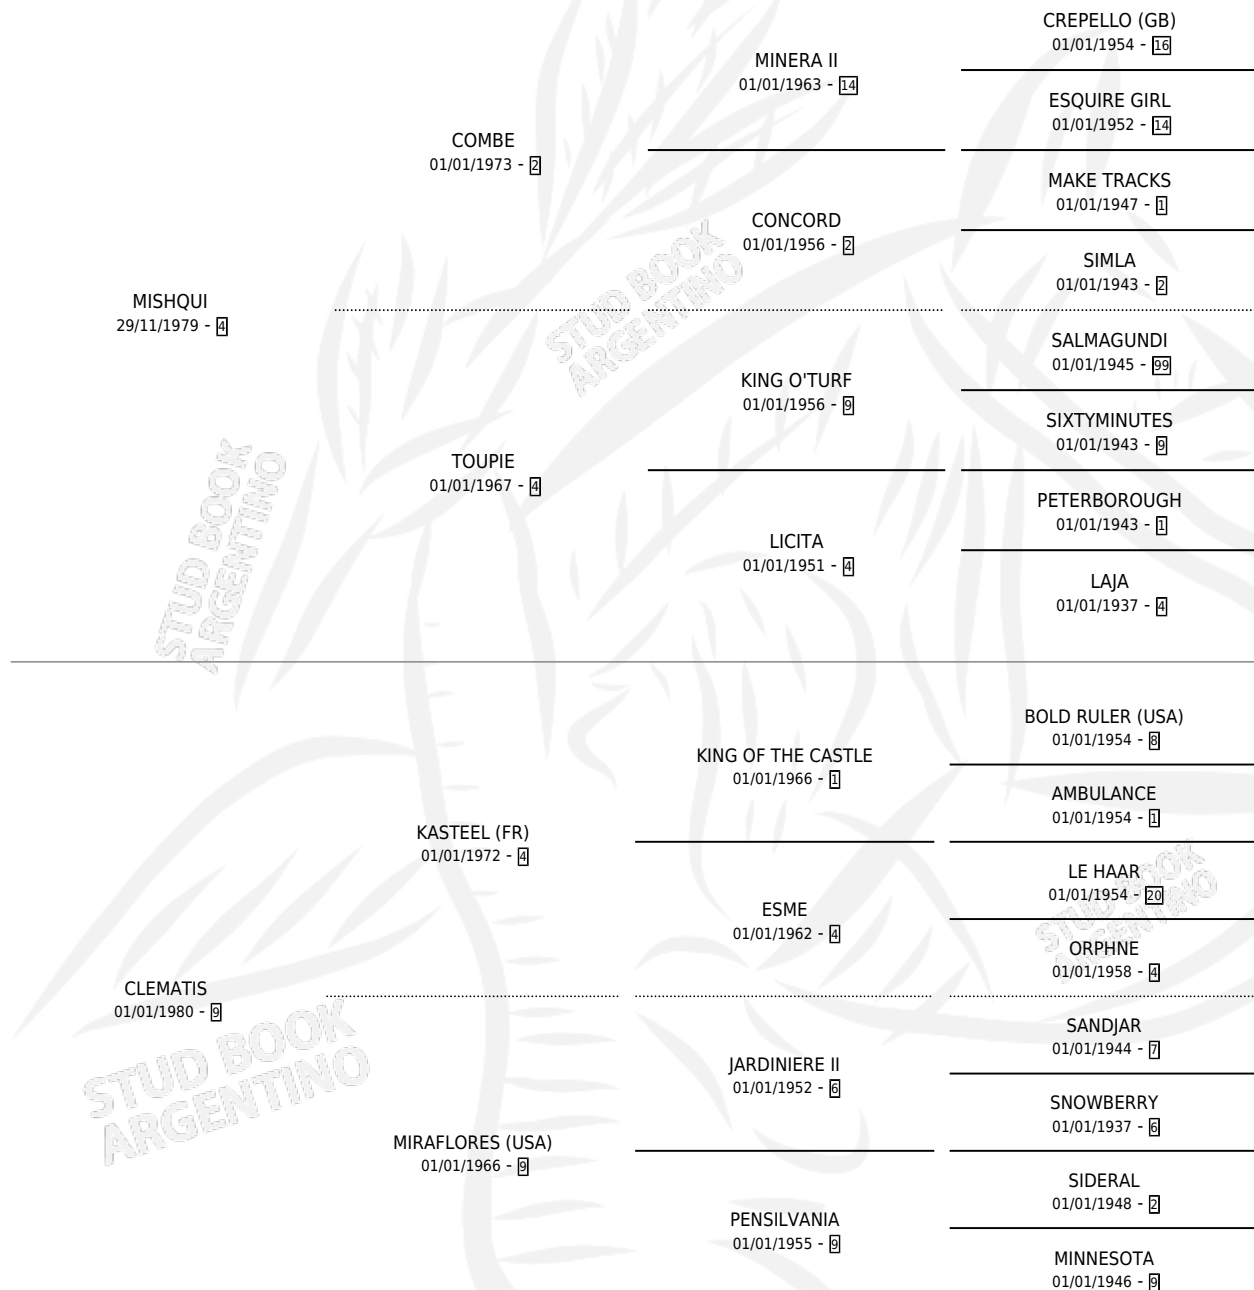 CREPELLO (GB)
01/01/1954 - 16
MINERA II
01/01/1963 - 14
ESQUIRE GIRL
01/01/1952 - 14
COMBE
01/01/1973 - 2
MAKE TRACKS
01/01/1947 - 1
CONCORD
01/01/1956 - 2
SIMLA
01/01/1943 - 2
MISHQUI
29/11/1979 - 4
SALMAGUNDI
01/01/1945 - 99
KING O'TURF
01/01/1956 - 9
SIXTYMINUTES
01/01/1943 - 9
TOUPIE
01/01/1967 - 4
PETERBOROUGH
01/01/1943 - 1
LICITA
01/01/1951 - 4
LAJA
01/01/1937 - 4
BOLD RULER (USA)
01/01/1954 - 8
KING OF THE CASTLE
01/01/1966 - 1
AMBULANCE
01/01/1954 - 1
KASTEEL (FR)
01/01/1972 - 4
LE HAAR
01/01/1954 - 20
ESME
01/01/1962 - 4
ORPHNE
01/01/1958 - 4
CLEMATIS
01/01/1980 - 9
SANDJAR
01/01/1944 - 7
JARDINIERE II
01/01/1952 - 6
SNOWBERRY
01/01/1937 - 6
MIRAFLORES (USA)
01/01/1966 - 9
SIDERAL
01/01/1948 - 2
PENSILVANIA
01/01/1955 - 9
MINNESOTA
01/01/1946 - 9
STUD BOOK
ARGENTINO
STUD BOOK
ARGENTINO
STUD BOOK
ARGENTINO
STUD BOOK
ARGENTINO